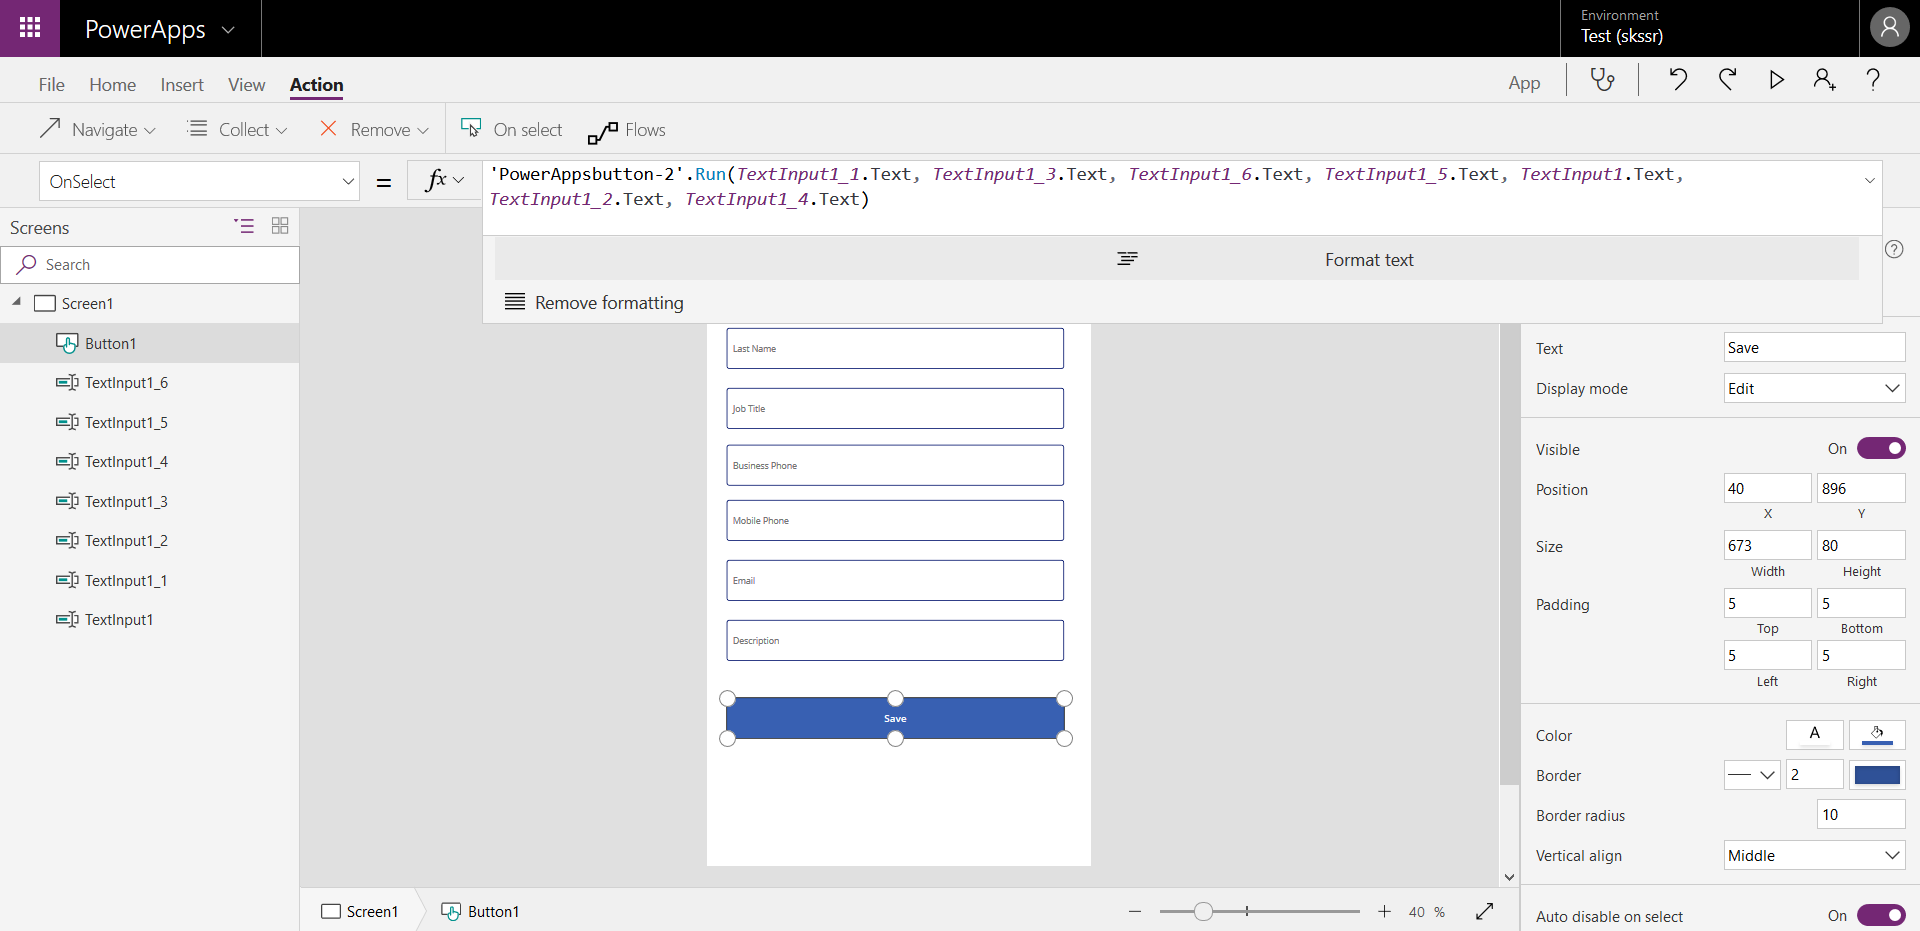 PowerApps
Environment
Test (skssr)
File Home Insert View Action
App
Navigate Collect Remove On select Flows
OnSelect = fx
'PowerAppsbutton-2'.Run(TextInput1_1.Text, TextInput1_3.Text, TextInput1_6.Text, TextInput1_5.Text, TextInput1.Text,
TextInput1_2.Text, TextInput1_4.Text)
Format text
Remove formatting
Screens
Search
Screen1
Button1
TextInput1_6
TextInput1_5
TextInput1_4
TextInput1_3
TextInput1_2
TextInput1_1
TextInput1
Last Name
Job Title
Business Phone
Mobile Phone
Email
Description
Save
Text Save
Display mode Edit
Visible On
Position 40 896
X Y
Size 673 80
Width Height
Padding 5 5
Top Bottom
5 5
Left Right
Color A
Border 2
Border radius 10
Vertical align Middle
Auto disable on select On
Screen1 Button1
40 %